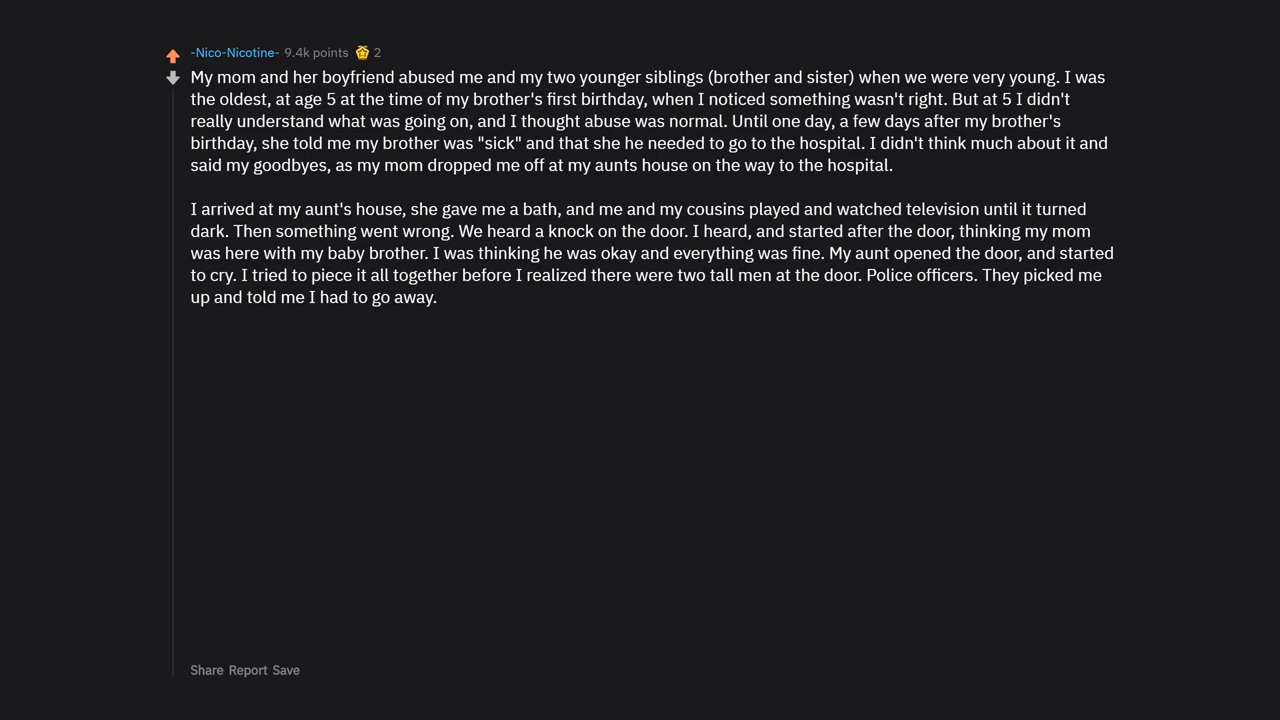 -Nico-Nicotine- 9.4k points 2
My mom and her boyfriend abused me and my two younger siblings (brother and sister) when we were very young. I was
the oldest, at age 5 at the time of my brother's first birthday, when I noticed something wasn't right. But at 5 I didn't
really understand what was going on, and I thought abuse was normal. Until one day, a few days after my brother's
birthday, she told me my brother was "sick" and that she he needed to go to the hospital. I didn't think much about it and
said my goodbyes, as my mom dropped me off at my aunts house on the way to the hospital.
I arrived at my aunt's house, she gave me a bath, and me and my cousins played and watched television until it turned
dark. Then something went wrong. We heard a knock on the door. I heard, and started after the door, thinking my mom
was here with my baby brother. I was thinking he was okay and everything was fine. My aunt opened the door, and started
to cry. I tried to piece it all together before I realized there were two tall men at the door. Police officers. They picked me
up and told me I had to go away.
Share Report Save